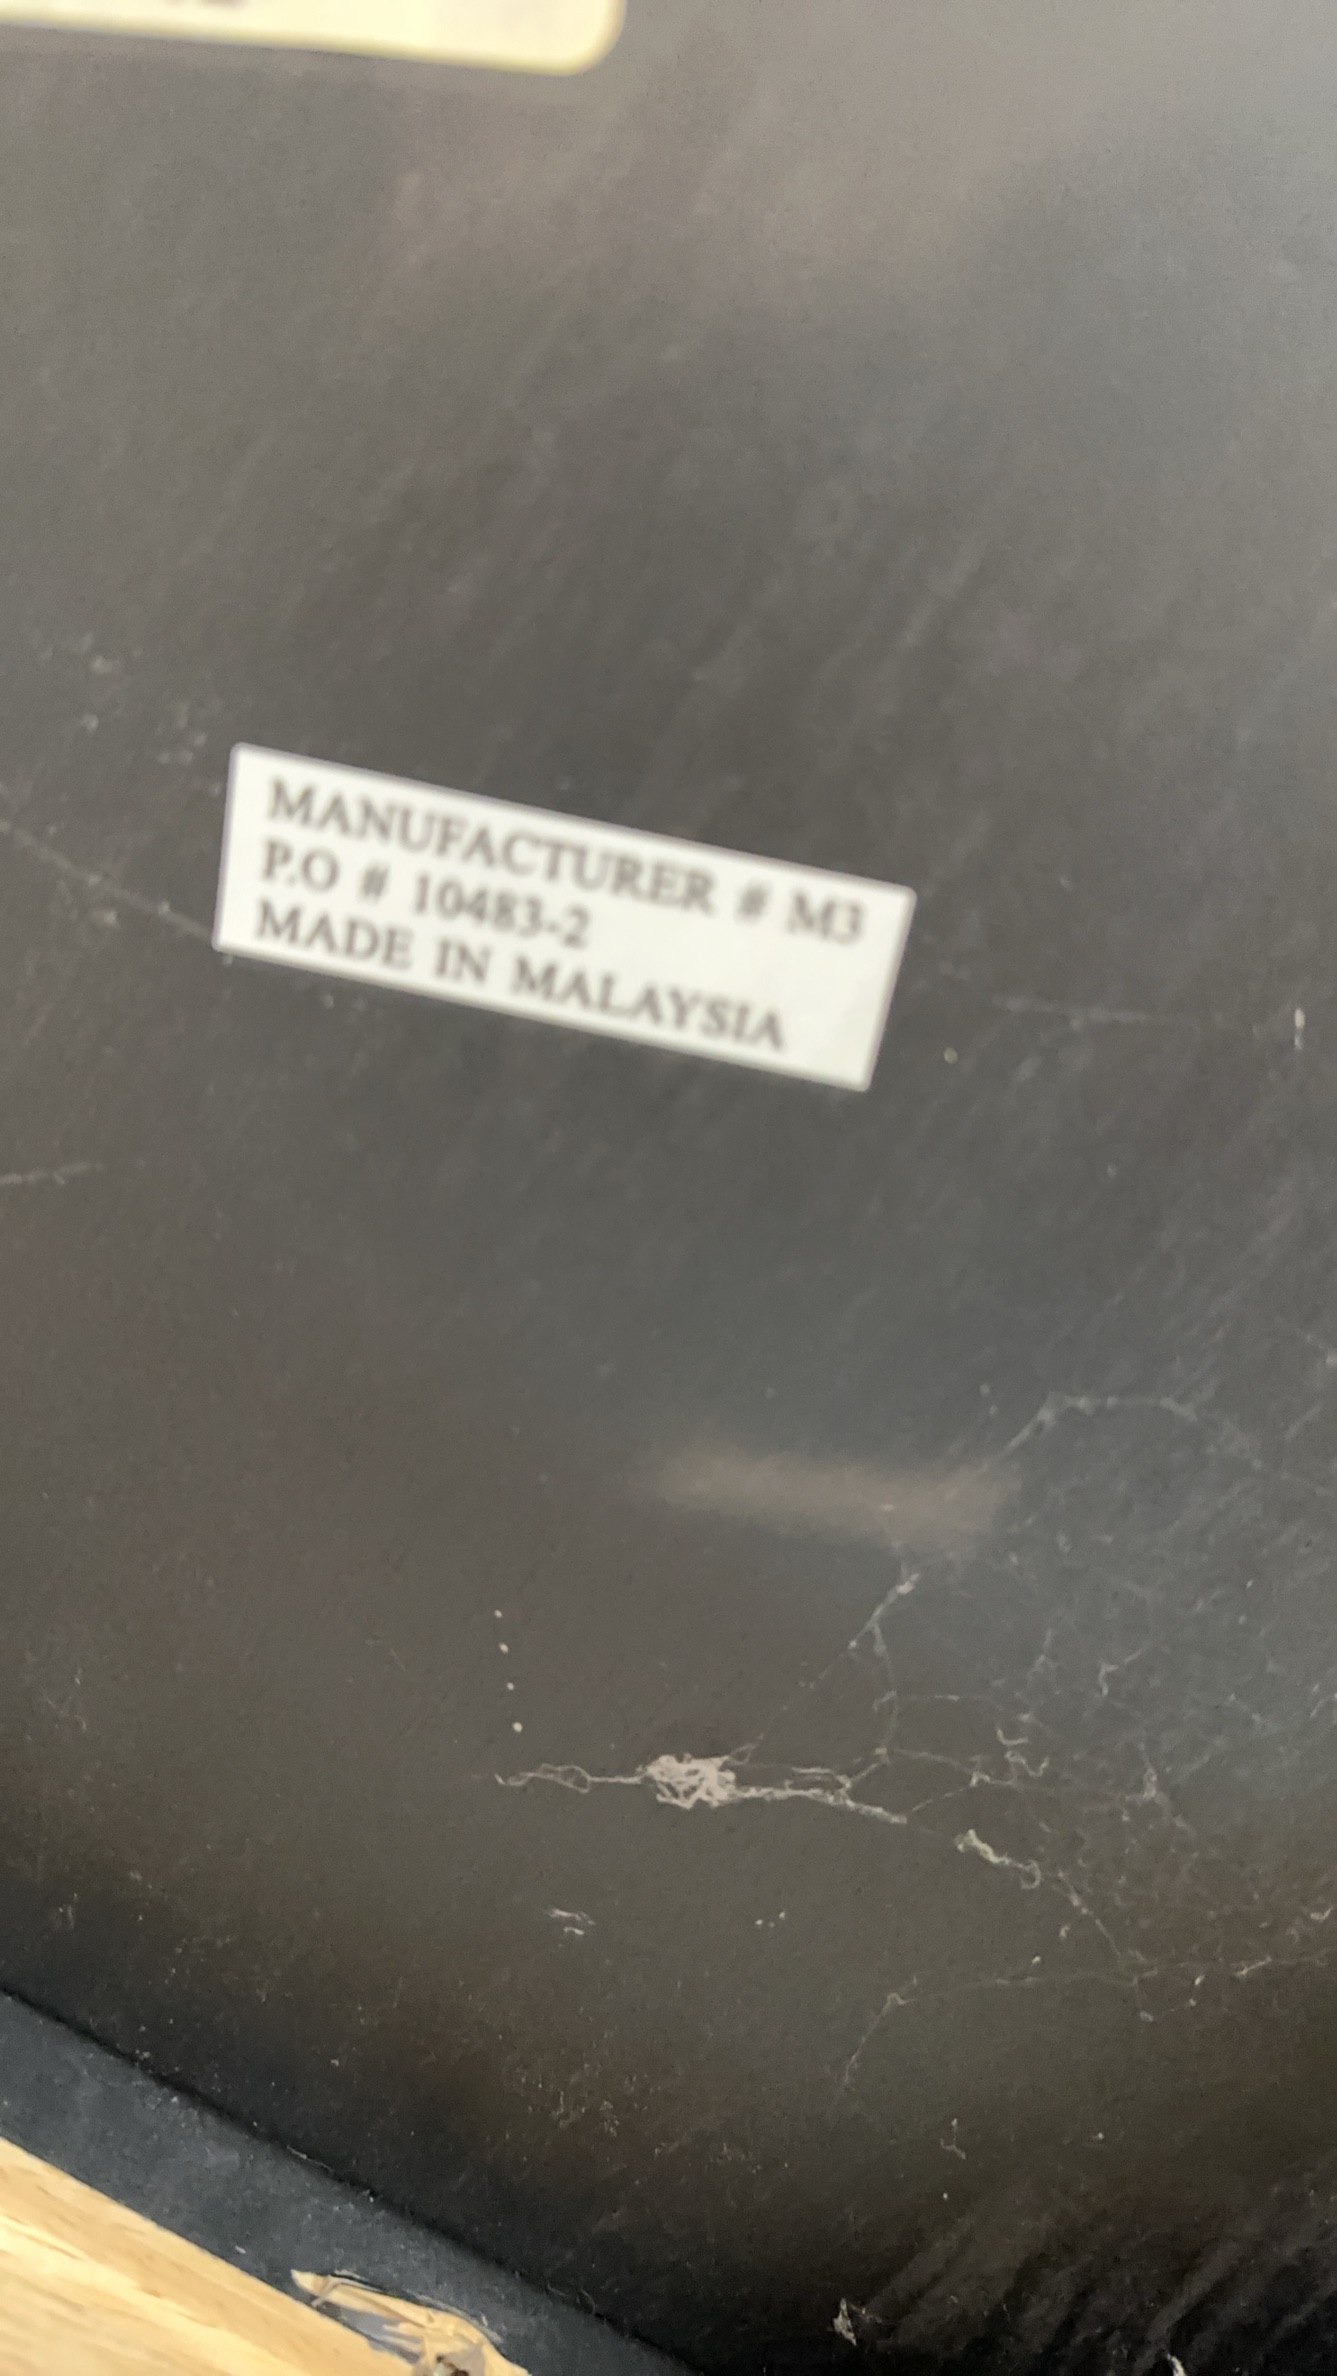 MANUFACTURER # M3
P.O # 10483-2
MADE IN MALAYSIA